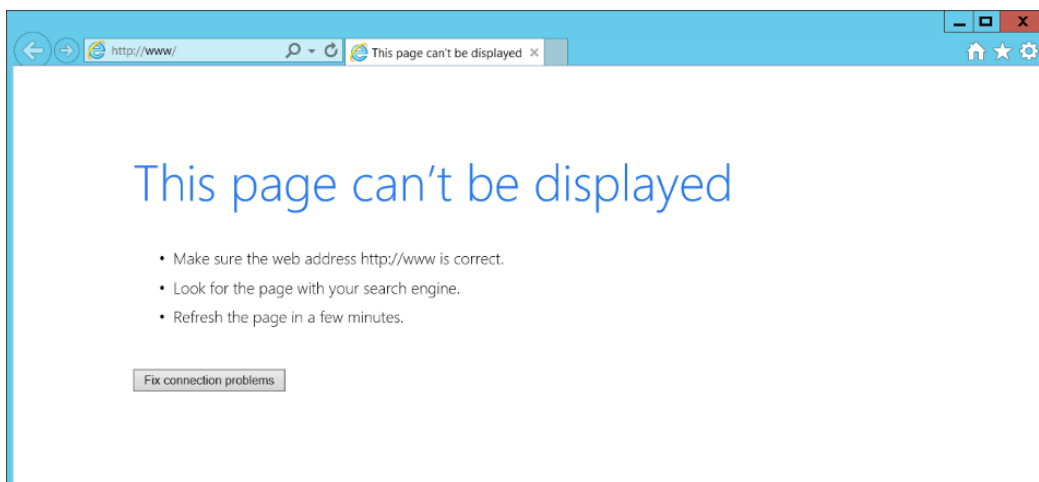 http://www/
This page can't be displayed
This page can't be displayed
• Make sure the web address http://www is correct.
• Look for the page with your search engine.
• Refresh the page in a few minutes.
Fix connection problems